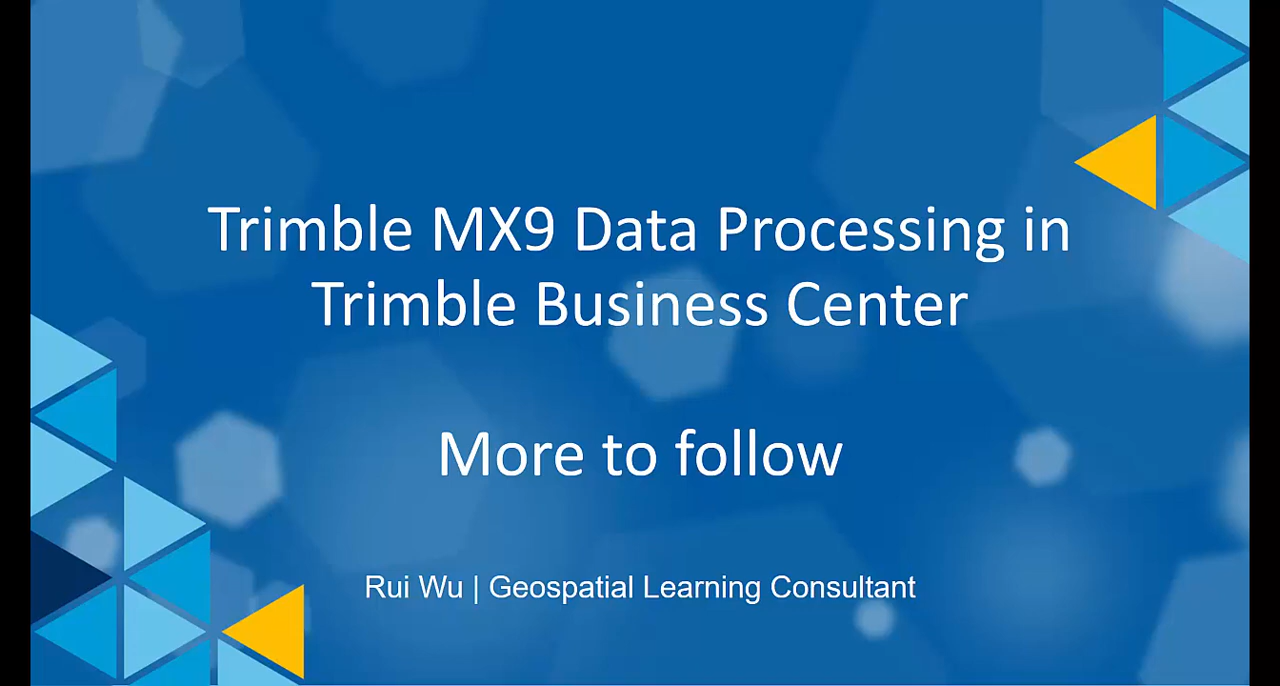 Trimble MX9 Data Processing in
Trimble Business Center
More to follow
Rui Wu | Geospatial Learning Consultant